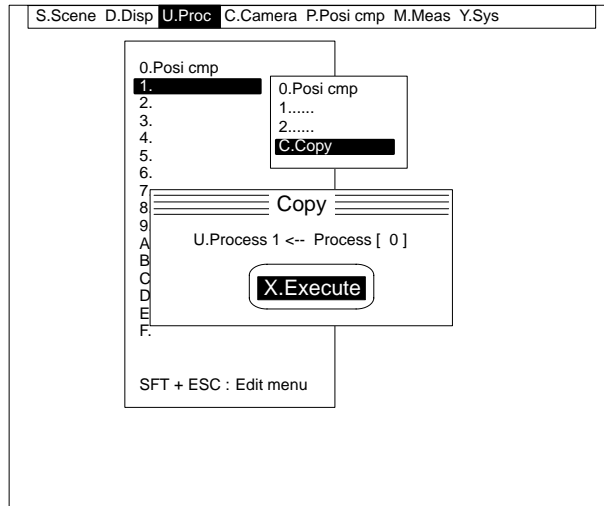 S.Scene D.Disp U.Proc C.Camera P.Posi cmp M.Meas Y.Sys
0.Posi cmp
1.
2.
3.
4.
5.
6.
7
8
9
A
B
C
D
E
F.
SFT + ESC : Edit menu
0.Posi cmp
1......
2......
C.Copy
Copy
U.Process 1 <-- Process [ 0 ]
X.Execute